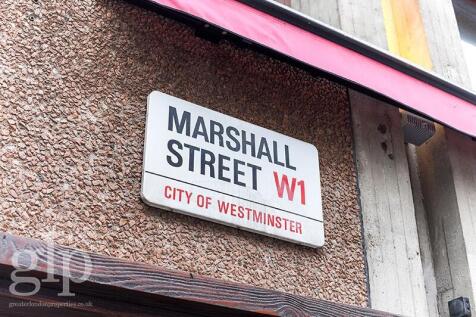 MARSHALL
STREET W1
CITY OF WESTMINSTER
glp
greaterlondonproperties.co.uk